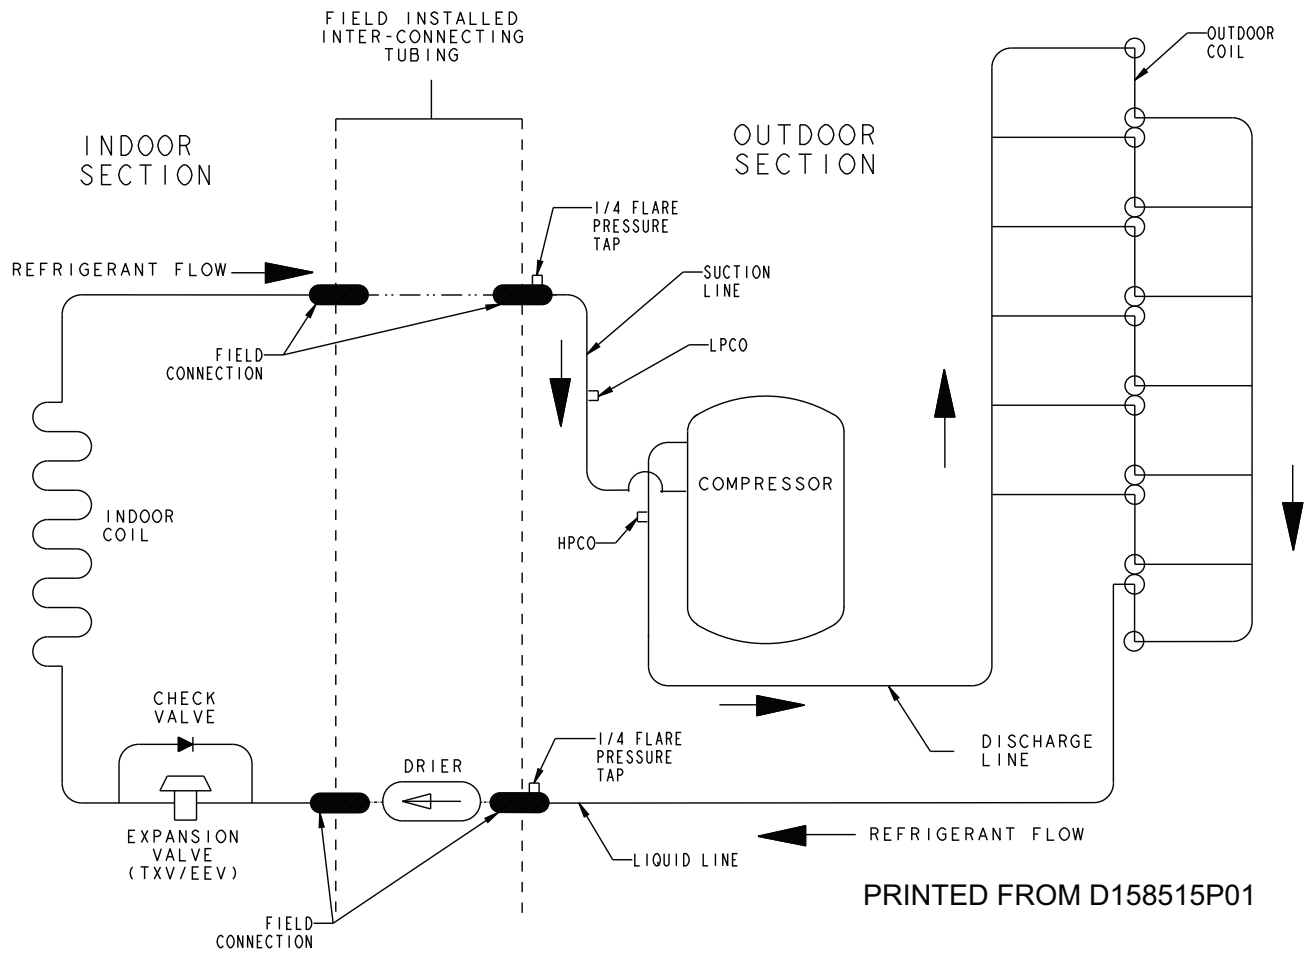 FIELD INSTALLED
INTER-CONNECTING
TUBING
OUTDOOR
COIL
INDOOR
SECTION
OUTDOOR
SECTION
1/4 FLARE
PRESSURE
TAP
REFRIGERANT FLOW
SUCTION
LINE
FIELD
CONNECTION
LPCO
COMPRESSOR
INDOOR
COIL
HPCO
CHECK
VALVE
DRIER
1/4 FLARE
PRESSURE
TAP
DISCHARGE
LINE
EXPANSION
VALVE
(TXV/EEV)
REFRIGERANT FLOW
LIQUID LINE
PRINTED FROM D158515P01
FIELD
CONNECTION